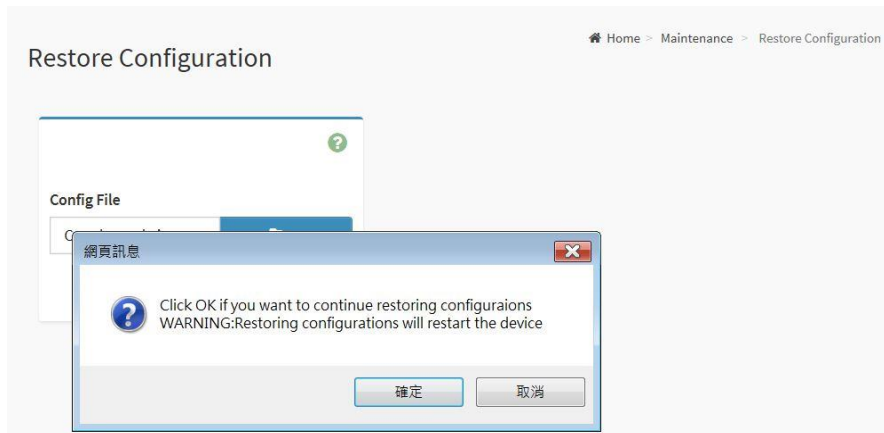 Home > Maintenance > Restore Configuration
Restore Configuration
Config File
網頁訊息
Click OK if you want to continue restoring configuraions
WARNING:Restoring configurations will restart the device
確定
取消